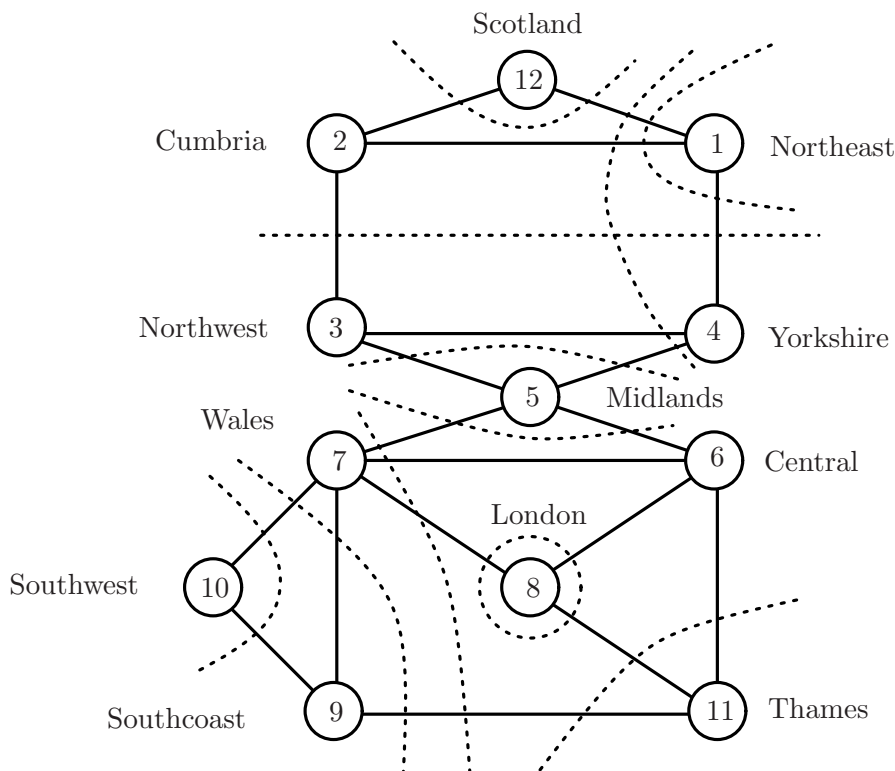 Scotland
12
Cumbria
2
1
Northeast
Northwest
3
4
Yorkshire
5
Midlands
Wales
7
6
Central
London
Southwest
10
8
Southcoast
9
11
Thames